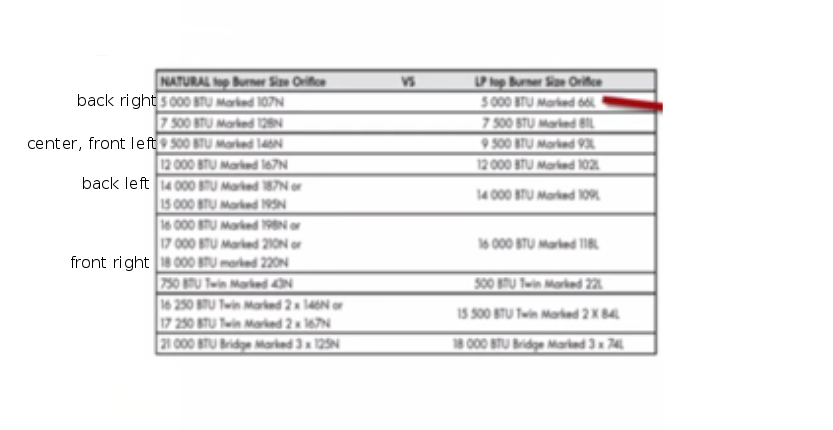 NATURAL top Burner Size Orifice VS LP top Burner Size Orifice
back right 5 000 BTU Marked 107N 5 000 BTU Marked 66L
7 500 BTU Marked 128N 7 500 BTU Marked 81L
center, front left 9 500 BTU Marked 146N 9 500 BTU Marked 93L
12 000 BTU Marked 167N 12 000 BTU Marked 102L
back left 14 000 BTU Marked 187N or
15 000 BTU Marked 195N 14 000 BTU Marked 109L
16 000 BTU Marked 198N or
17 000 BTU Marked 210N or 16 000 BTU Marked 118L
front right 18 000 BTU marked 220N
750 BTU Twin Marked 43N 500 BTU Twin Marked 22L
16 250 BTU Twin Marked 2 x 146N or
17 250 BTU Twin Marked 2 x 167N 15 500 BTU Twin Marked 2 X 84L
21 000 BTU Bridge Marked 3 x 125N 18 000 BTU Bridge Marked 3 x 74L